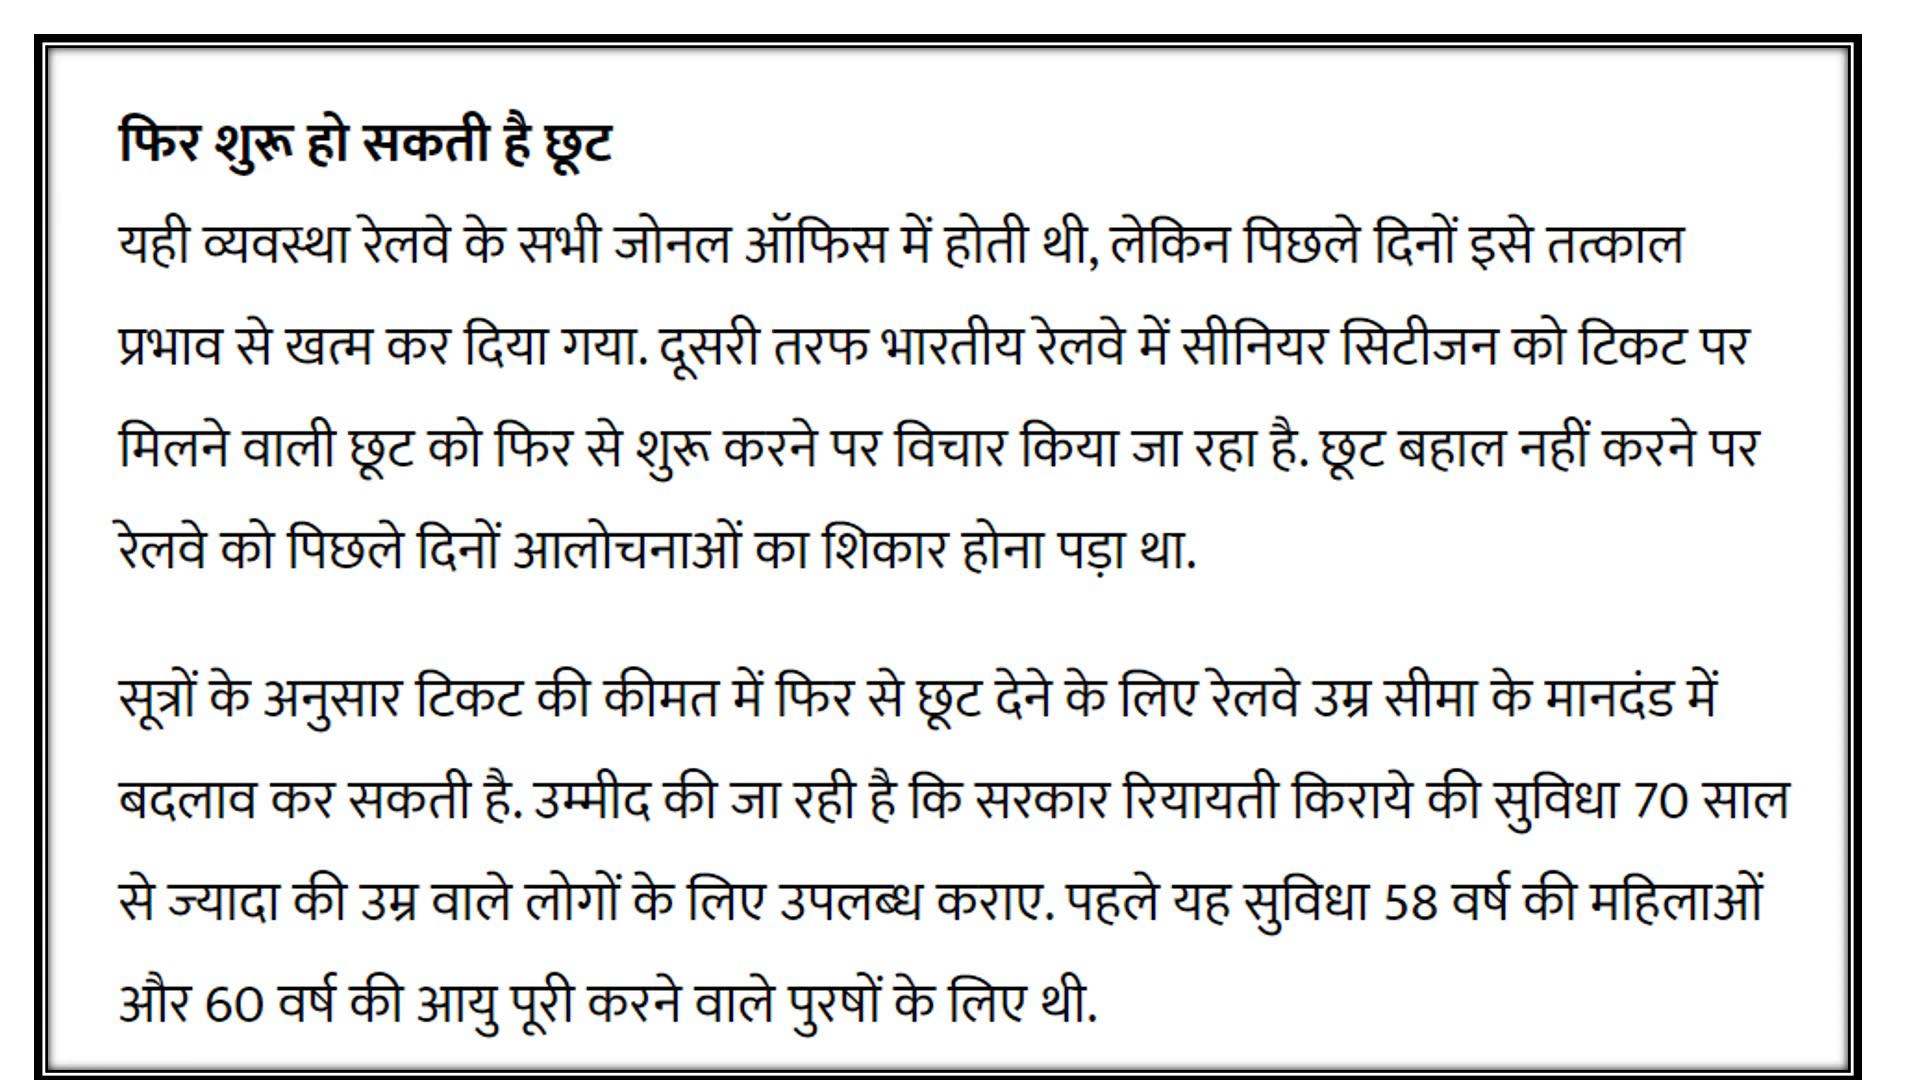 फिर शुरू हो सकती है छूट
यही व्यवस्था रेलवे के सभी जोनल ऑफिस में होती थी, लेकिन पिछले दिनों इसे तत्काल
प्रभाव से खत्म कर दिया गया. दूसरी तरफ भारतीय रेलवे में सीनियर सिटीजन को टिकट पर
मिलने वाली छूट को फिर से शुरू करने पर विचार किया जा रहा है. छूट बहाल नहीं करने पर
रेलवे को पिछले दिनों आलोचनाओं का शिकार होना पड़ा था.
सूत्रों के अनुसार टिकट की कीमत में फिर से छूट देने के लिए रेलवे उम्र सीमा के मानदंड में
बदलाव कर सकती है. उम्मीद की जा रही है कि सरकार रियायती किराये की सुविधा 70 साल
से ज्यादा की उम्र वाले लोगों के लिए उपलब्ध कराए. पहले यह सुविधा 58 वर्ष की महिलाओं
और 60 वर्ष की आयु पूरी करने वाले पुरषों के लिए थी.